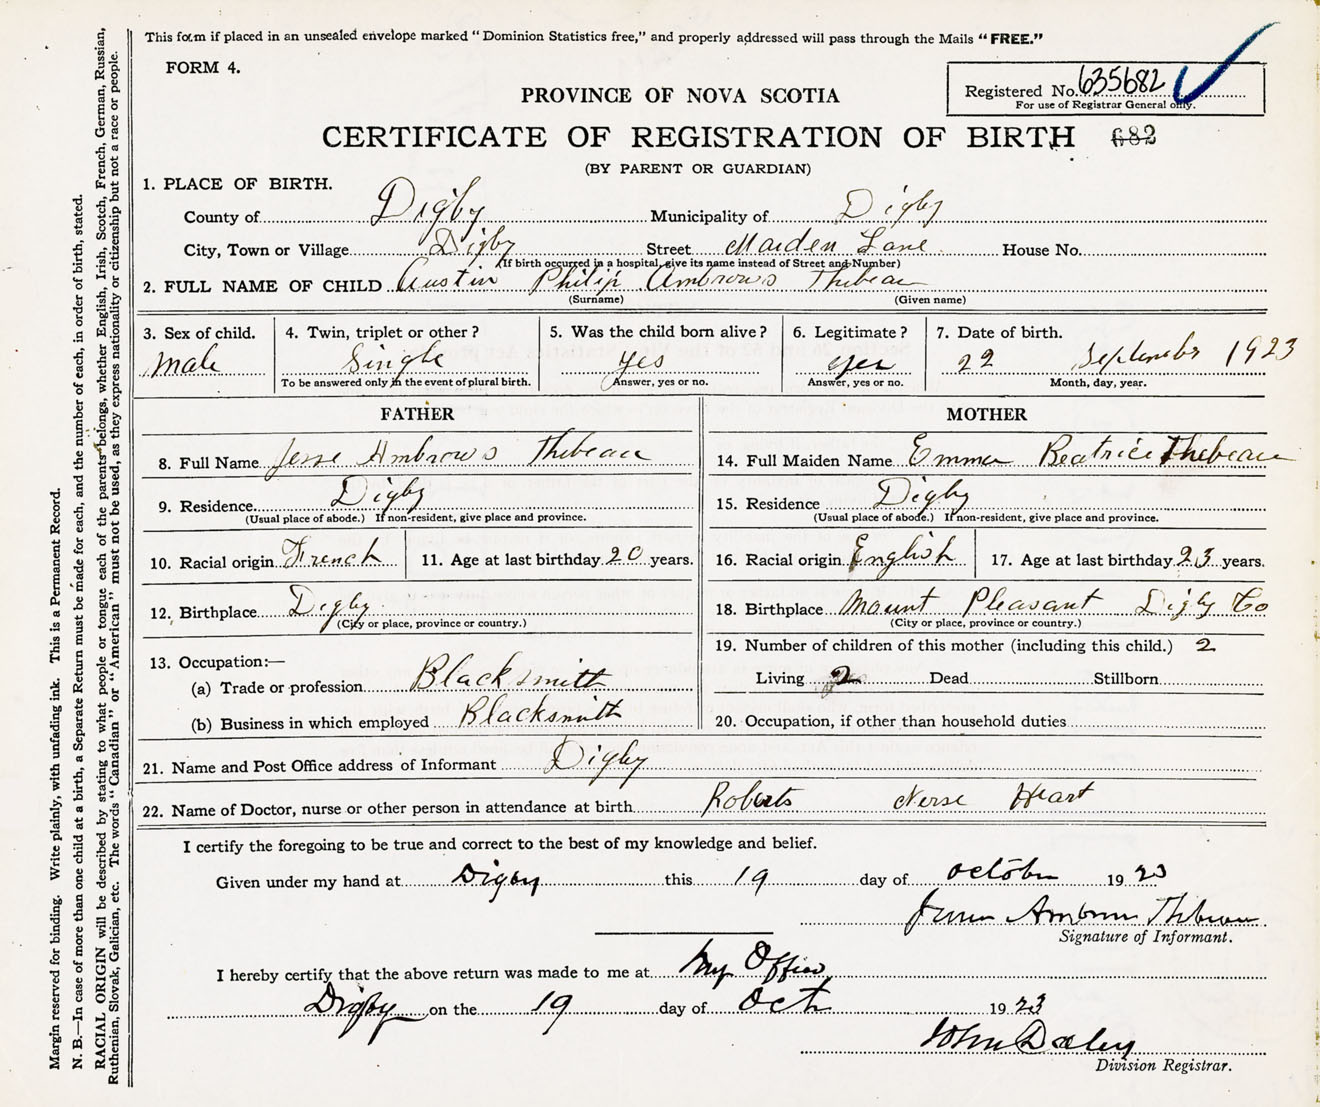 This form if placed in an unsealed envelope marked "Dominion Statistics free," and properly addressed will pass through the Mails "FREE."
FORM 4.
Registered No. 635682
For use of Registrar General only.
PROVINCE OF NOVA SCOTIA
CERTIFICATE OF REGISTRATION OF BIRTH 682
(BY PARENT OR GUARDIAN)
1. PLACE OF BIRTH.
County of Digby Municipality of Digby
City, Town or Village Digby Street Maiden Lane House No.
(If birth occurred in a hospital, give its name instead of Street and Number)
2. FULL NAME OF CHILD Austin Philip Ambrows Thibeau
(Surname) (Given name)
3. Sex of child. 4. Twin, triplet or other? 5. Was the child born alive? 6. Legitimate? 7. Date of birth.
Male Single yes yes 22 September 1923
To be answered only in the event of plural birth. Answer, yes or no. Answer, yes or no. Month, day, year.
FATHER MOTHER
8. Full Name Jesse Ambrows Thibeau 14. Full Maiden Name Emma Beatrice Thibeau
9. Residence Digby 15. Residence Digby
(Usual place of abode.) If non-resident, give place and province. (Usual place of abode.) If non-resident, give place and province.
10. Racial origin French 11. Age at last birthday 20 years. 16. Racial origin English 17. Age at last birthday 23 years.
12. Birthplace Digby 18. Birthplace Mount Pleasant Digby Co
(City or place, province or country.) (City or place, province or country.)
19. Number of children of this mother (including this child.) 2
13. Occupation:—
(a) Trade or profession Blacksmith Living 2 Dead Stillborn
(b) Business in which employed Blacksmith 20. Occupation, if other than household duties
21. Name and Post Office address of Informant Digby
22. Name of Doctor, nurse or other person in attendance at birth Roberts Nerse Heart
I certify the foregoing to be true and correct to the best of my knowledge and belief.
Given under my hand at Digby this 19 day of October 1923
Ambrows Thibeau
Signature of Informant.
I hereby certify that the above return was made to me at My Office
Digby on the 19 day of Oct 1923
John Daley
Division Registrar.
Margin reserved for binding. Write plainly, with unfading ink. This is a Permanent Record.
N. B.—In case of more than one child at a birth, a Separate Return must be made for each, and the number of each, in order of birth, stated.
RACIAL ORIGIN will be described by stating to what people or tongue each of the parents belongs, whether English, Irish, Scotch, French, German, Russian,
Ruthenian, Slovak, Galician, etc. The words "Canadian" or "American" must not be used, as they express nationality or citizenship but not a race or people.